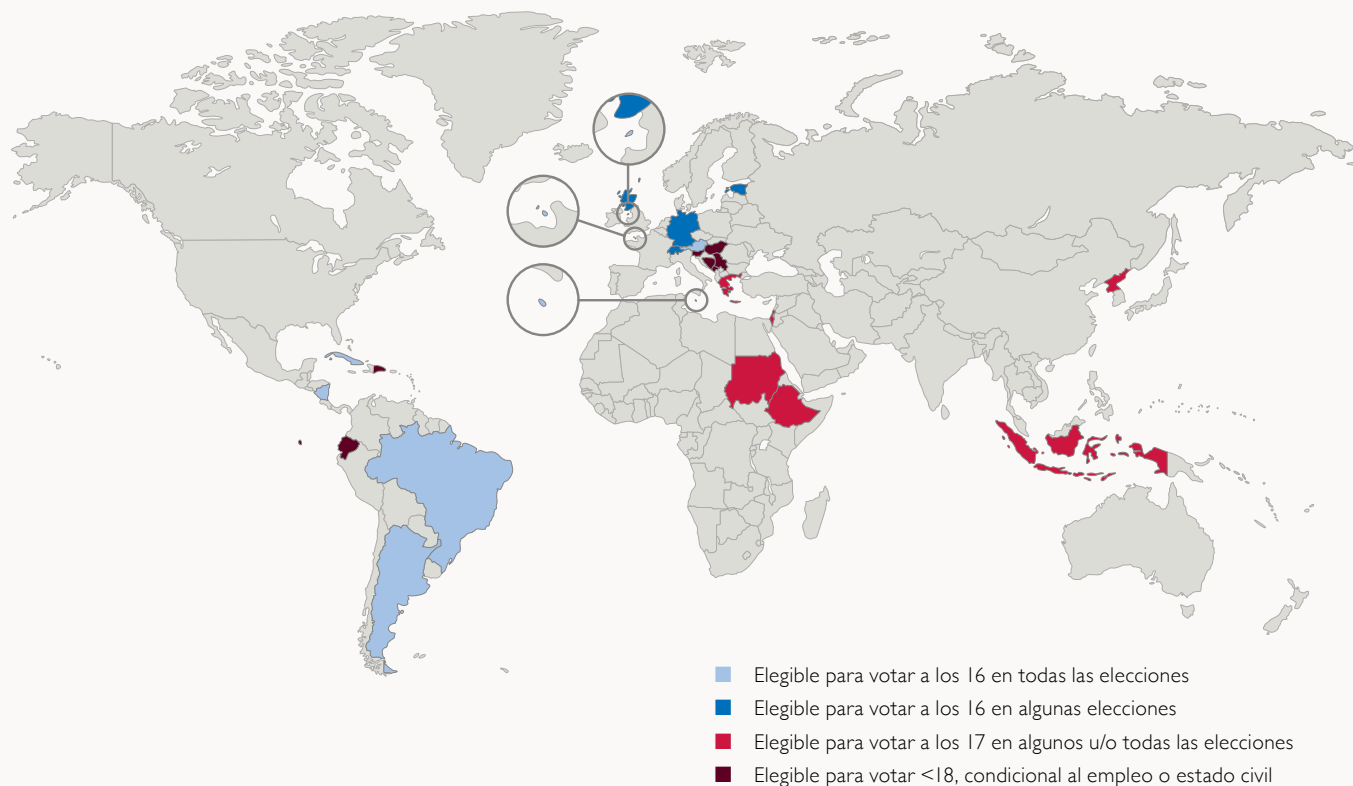 Elegible para votar a los 16 en todas las elecciones
Elegible para votar a los 16 en algunas elecciones
Elegible para votar a los 17 en algunos u/o todas las elecciones
Elegible para votar <18, condicional al empleo o estado civil